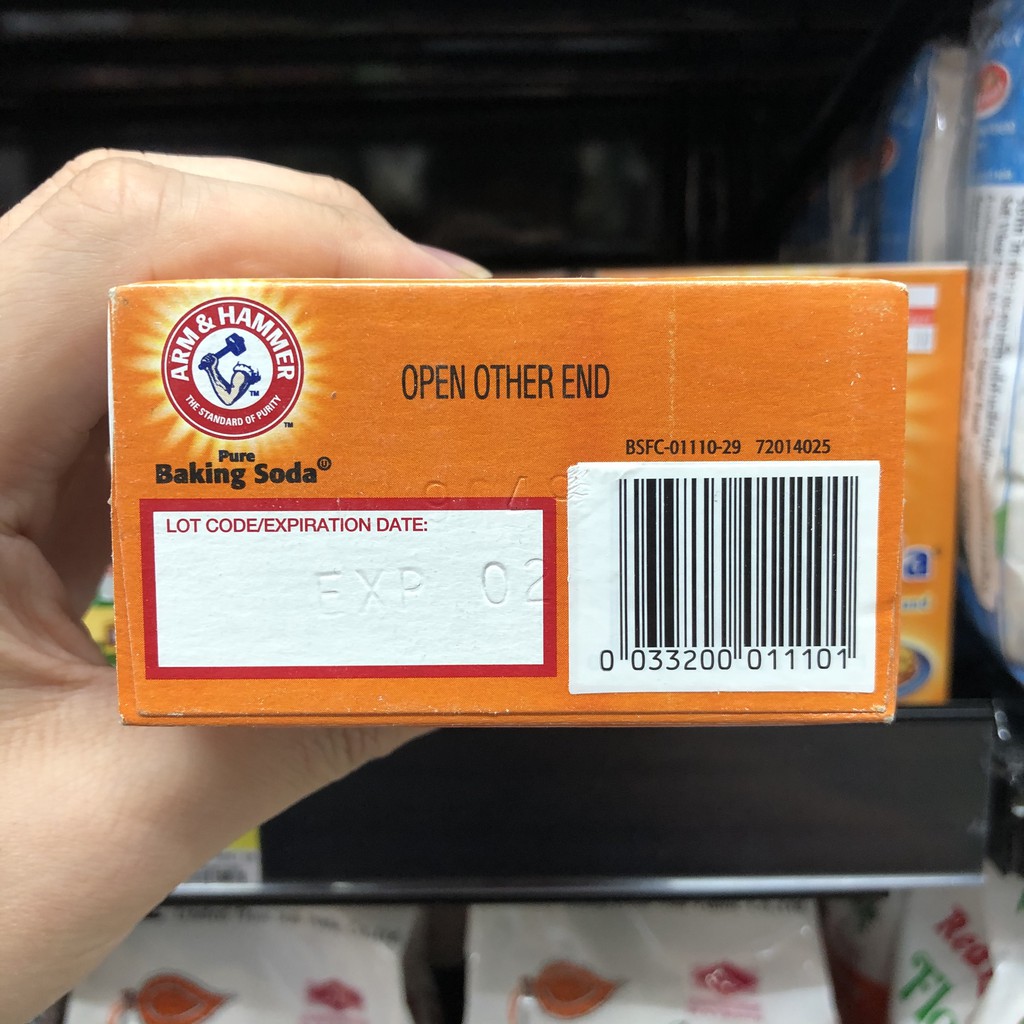 ARM & HAMMER
THE STANDARD OF PURITY
TM
TM
Pure
Baking Soda
OPEN OTHER END
BSFC-01110-29 72014025
LOT CODE/EXPIRATION DATE:
EXP 02
0 033200 011101